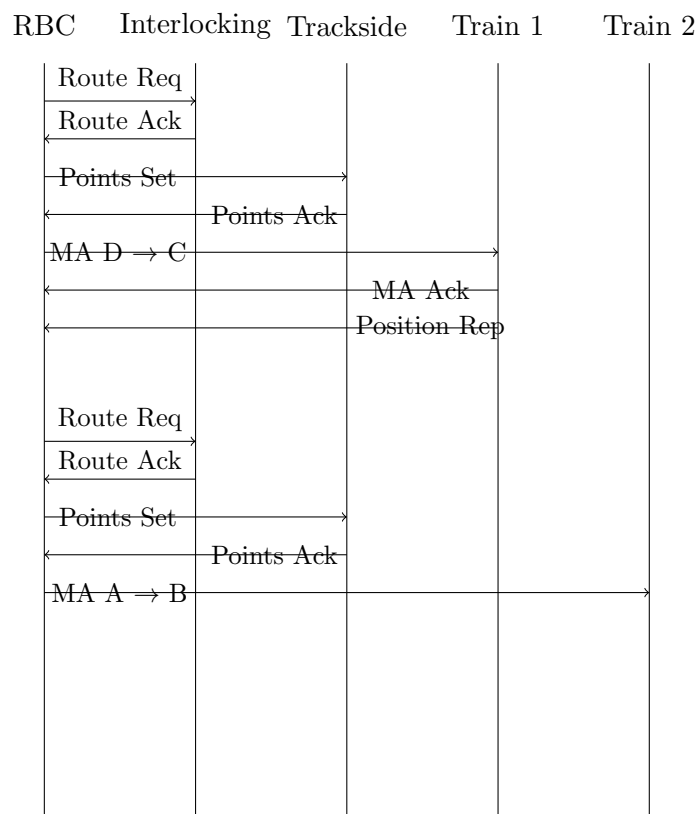 RBC Interlocking Trackside Train 1 Train 2
Route Req
Route Ack
Points Set
Points Ack
MA D → C
MA Ack
Position Rep
Route Req
Route Ack
Points Set
Points Ack
MA A → B